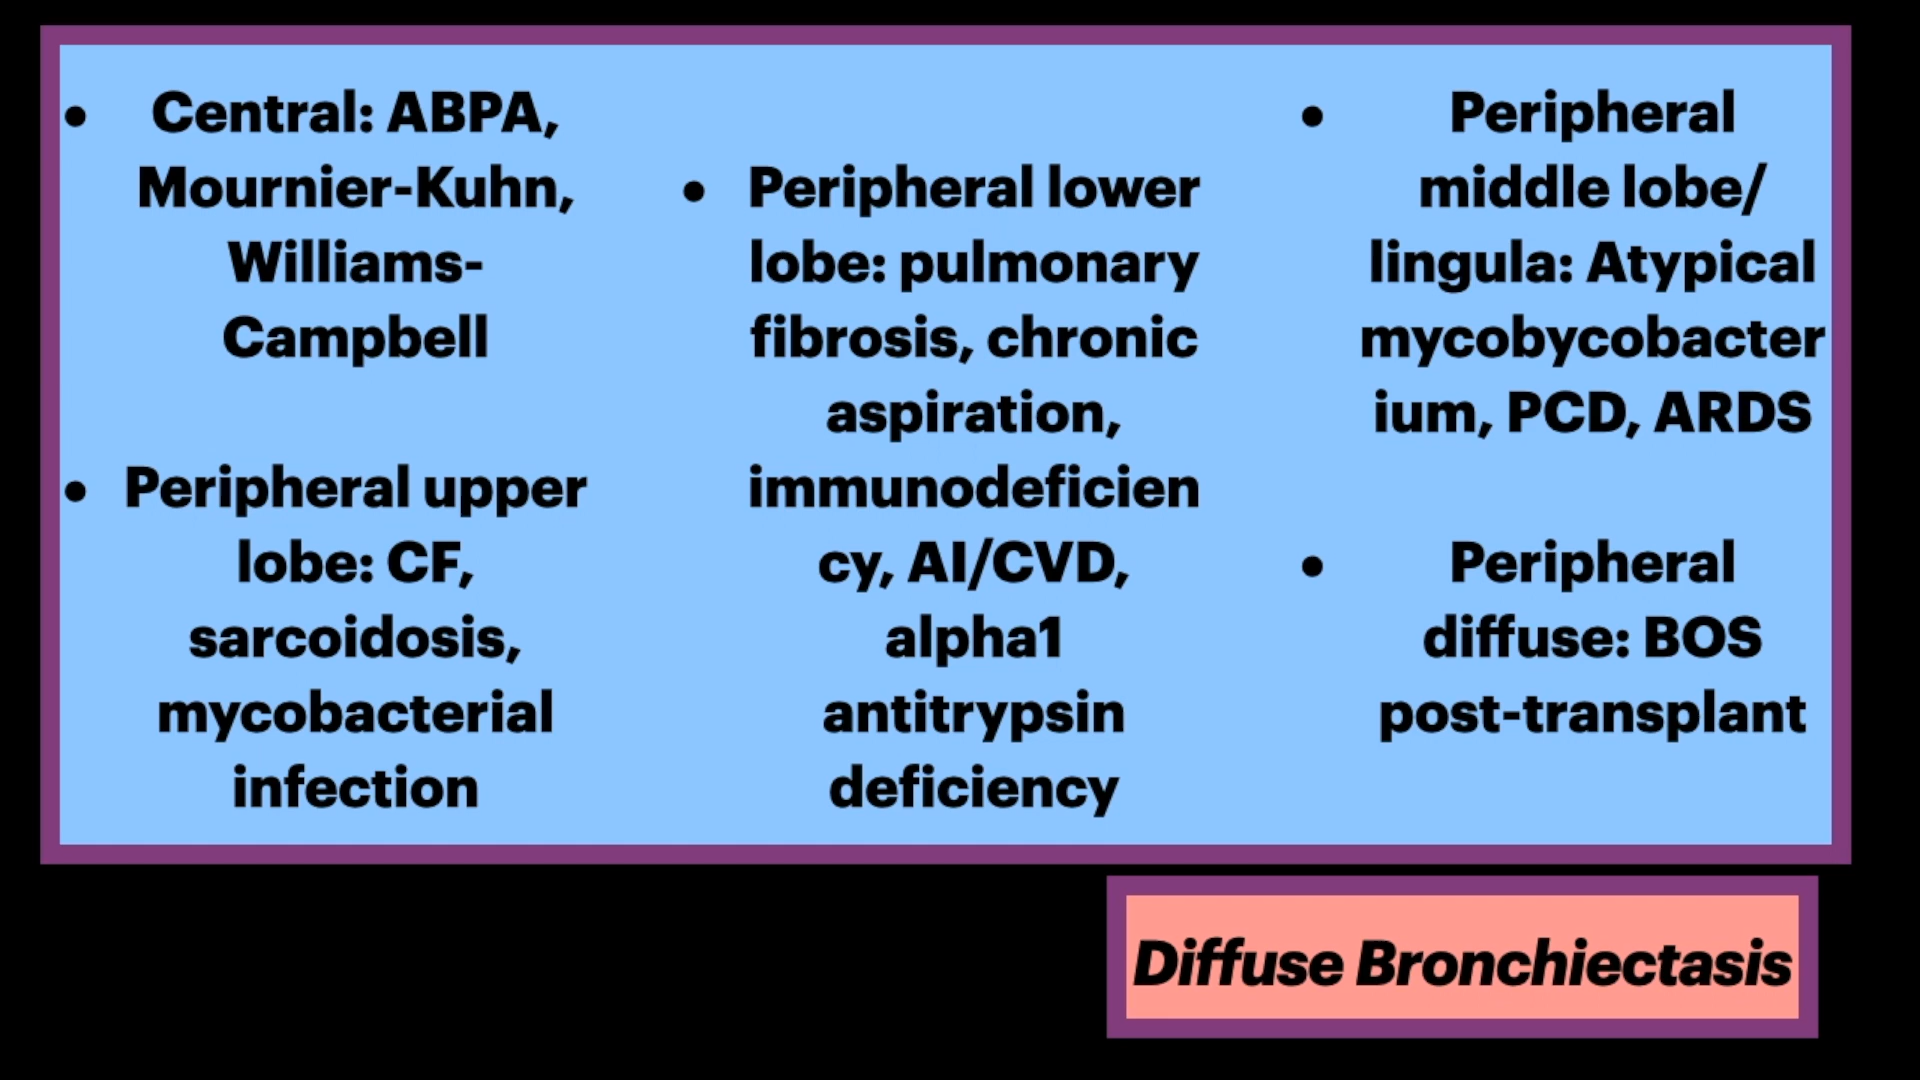 • Central: ABPA,
Mournier-Kuhn,
Williams-
Campbell
• Peripheral upper
lobe: CF,
sarcoidosis,
mycobacterial
infection
• Peripheral lower
lobe: pulmonary
fibrosis, chronic
aspiration,
immunodeficien
cy, AI/CVD,
alpha1
antitrypsin
deficiency
• Peripheral
middle lobe/
lingula: Atypical
mycobycobacter
ium, PCD, ARDS
• Peripheral
diffuse: BOS
post-transplant
Diffuse Bronchiectasis